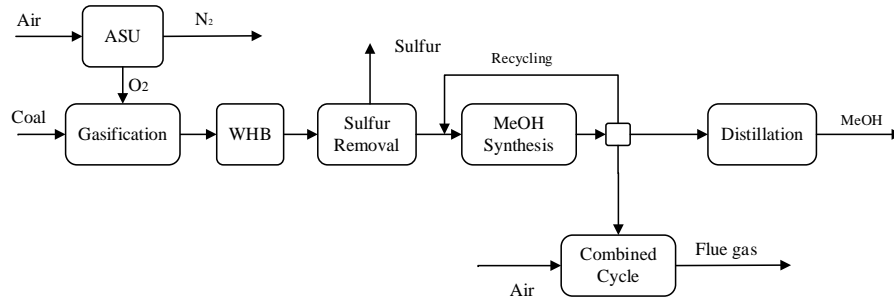 Air
ASU
N₂
Sulfur
O2
Recycling
Coal
Gasification
WHB
Sulfur
Removal
MeOH
Synthesis
Distillation
MeOH
Combined
Cycle
Flue gas
Air